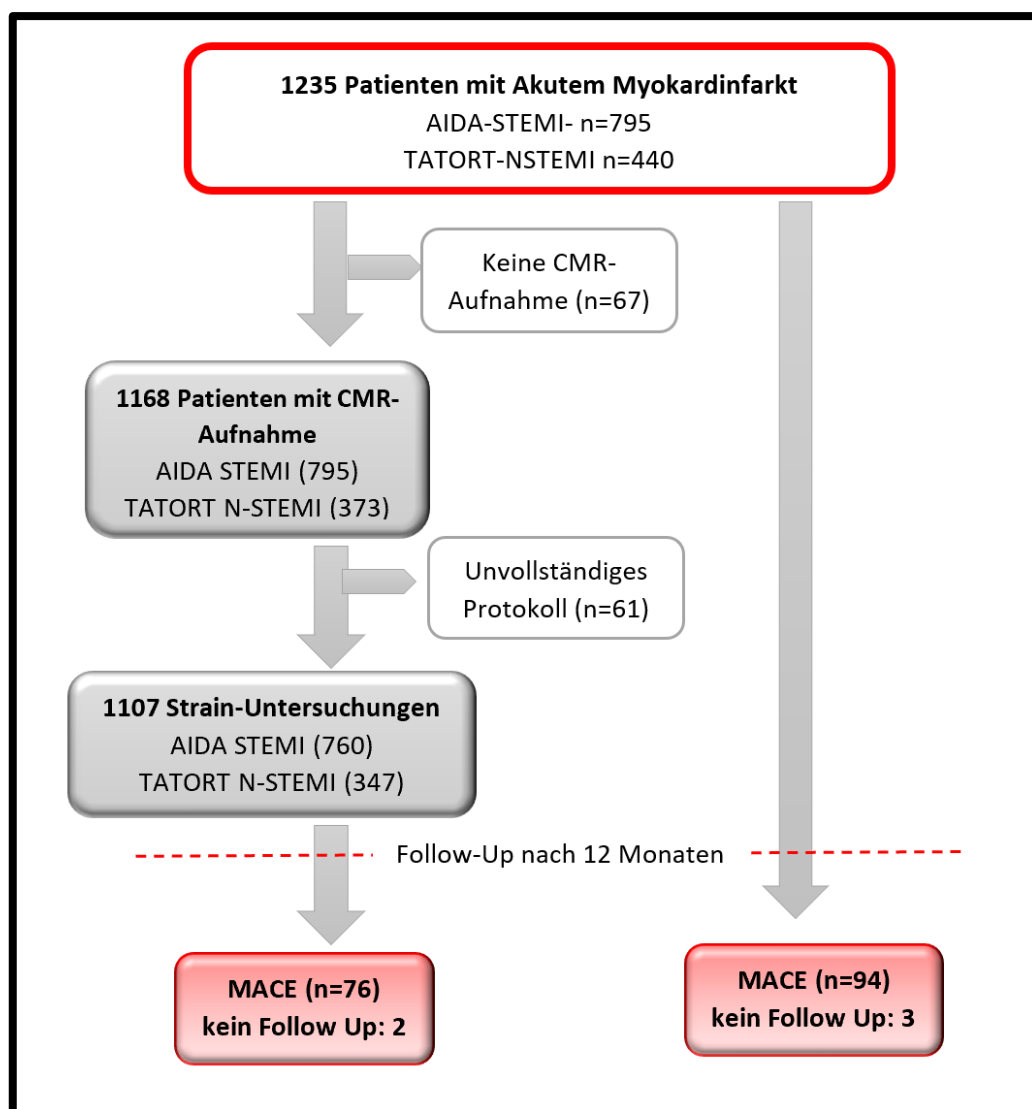 1235 Patienten mit Akutem Myokardinfarkt
AIDA-STEMI- n=795
TATORT-NSTEMI n=440
Keine CMR-
Aufnahme (n=67)
1168 Patienten mit CMR-
Aufnahme
AIDA STEMI (795)
TATORT N-STEMI (373)
Unvollständiges
Protokoll (n=61)
1107 Strain-Untersuchungen
AIDA STEMI (760)
TATORT N-STEMI (347)
Follow-Up nach 12 Monaten
MACE (n=76)
kein Follow Up: 2
MACE (n=94)
kein Follow Up: 3